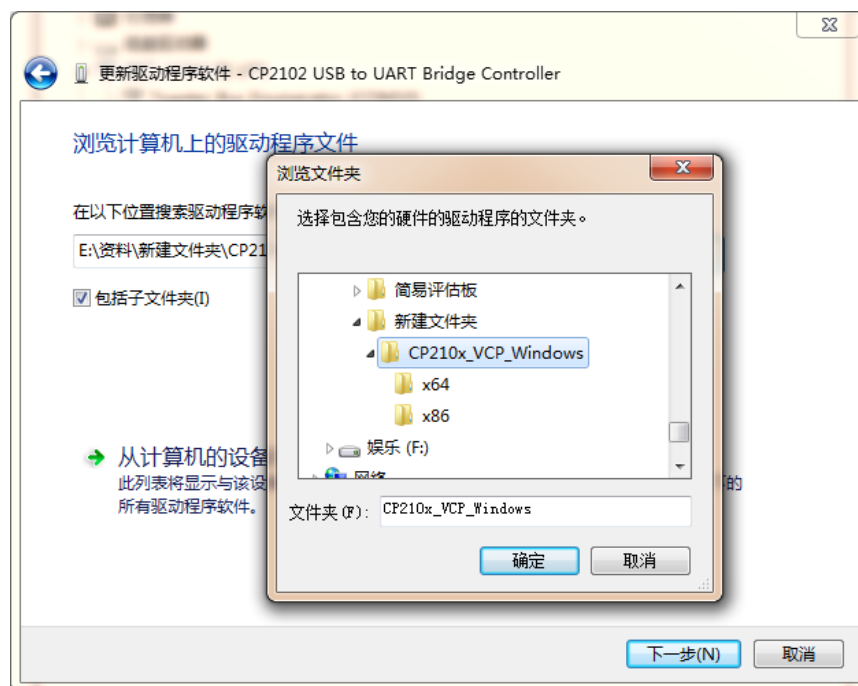 更新驱动程序软件 - CP2102 USB to UART Bridge Controller
浏览计算机上的驱动程序文件
浏览文件夹
在以下位置搜索驱动程序软
选择包含您的硬件的驱动程序的文件夹。
E:\资料\新建文件夹\CP21
包括子文件夹(I)
简易评估板
新建文件夹
CP210x_VCP_Windows
x64
x86
娱乐 (F:)
网络
从计算机的设备
此列表将显示与该设
的
所有驱动程序软件。
文件夹(F): CP210x_VCP_Windows
确定
取消
下一步(N)
取消